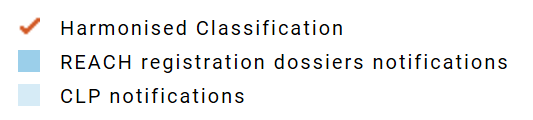 Harmonised Classification
REACH registration dossiers notifications
CLP notifications